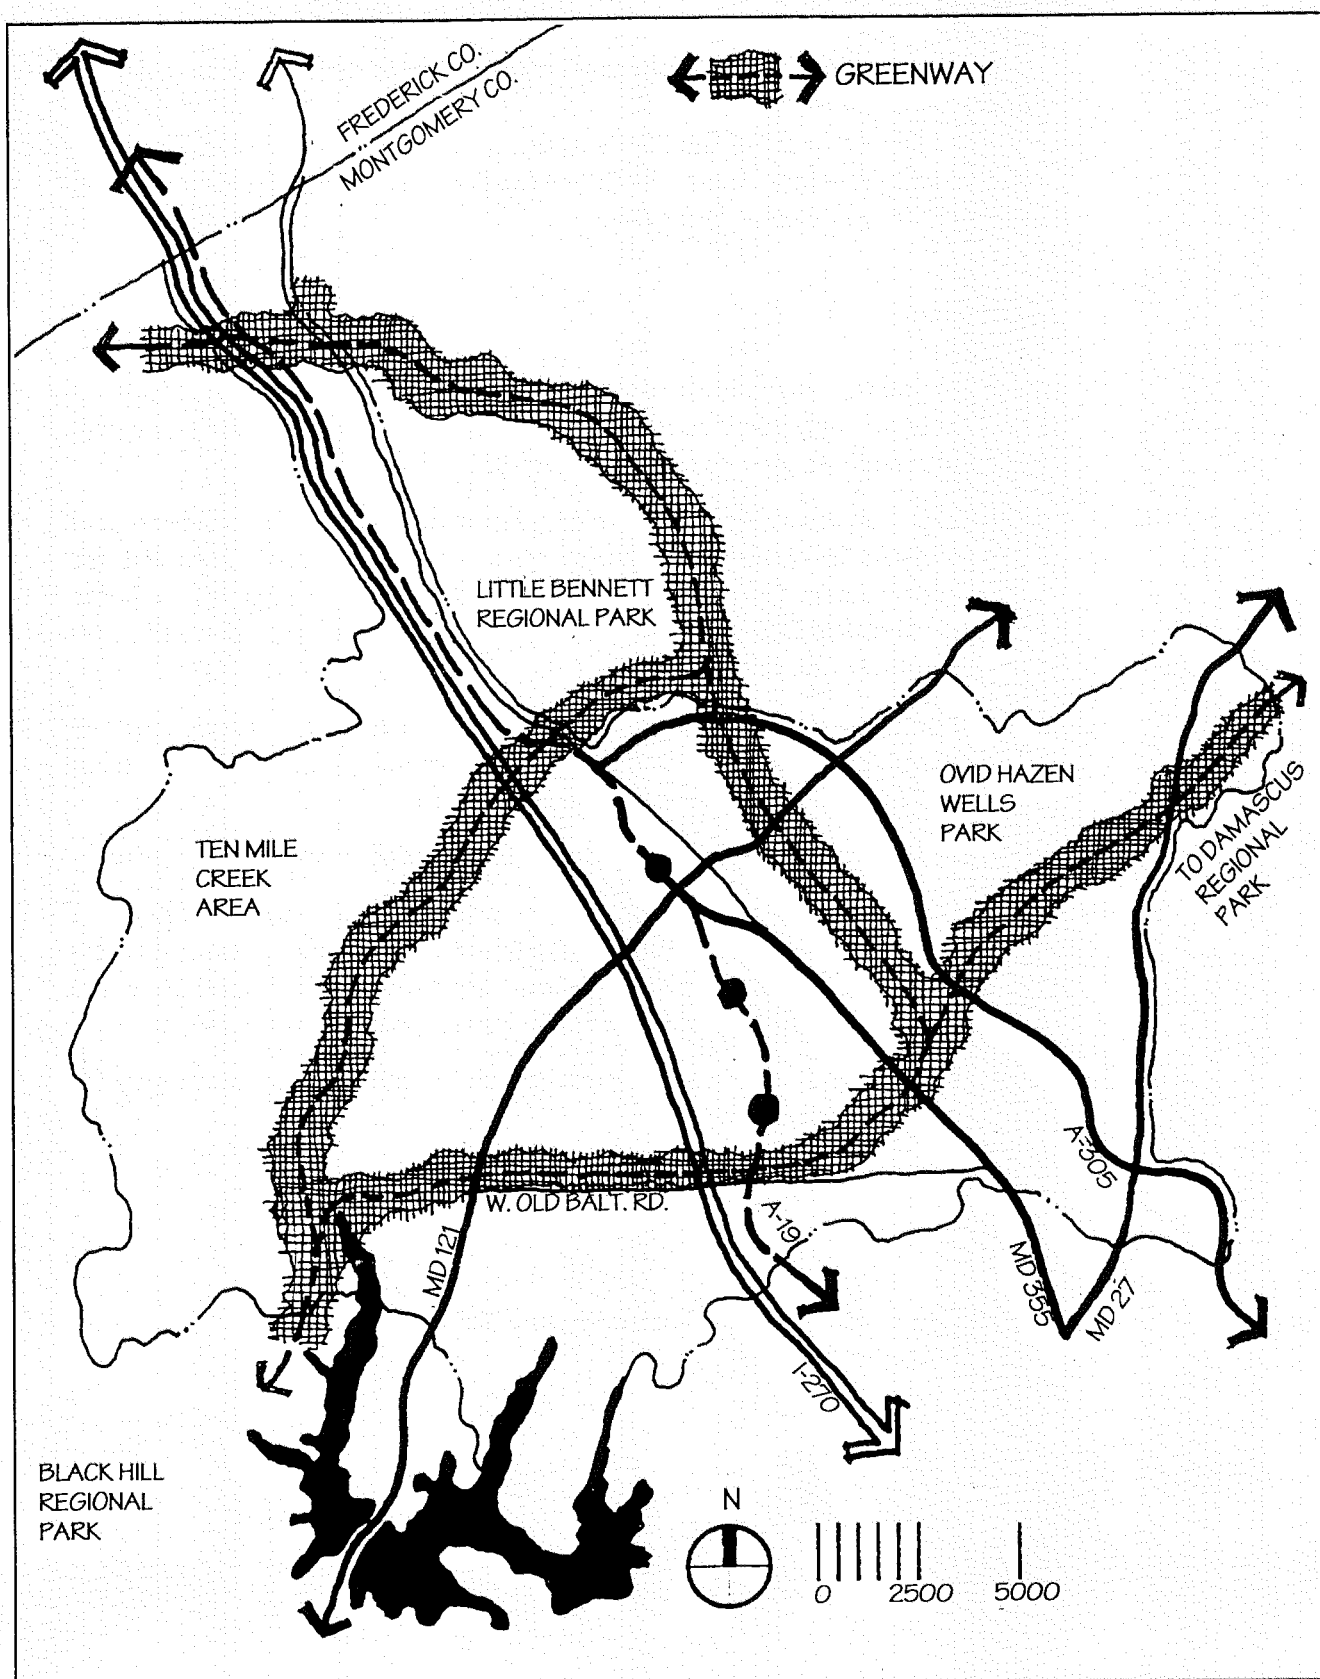 FREDERICK CO.
MONTGOMERY CO.
GREENWAY
LITTLE BENNETT
REGIONAL PARK
OVID HAZEN
WELLS
PARK
TO DAMASCUS
REGIONAL
PARK
TEN MILE
CREEK
AREA
A-305
W. OLD BALT. RD.
A-19
MD 121
MD 355
MD 27
I-270
BLACK HILL
REGIONAL
PARK
N
0 2500 5000